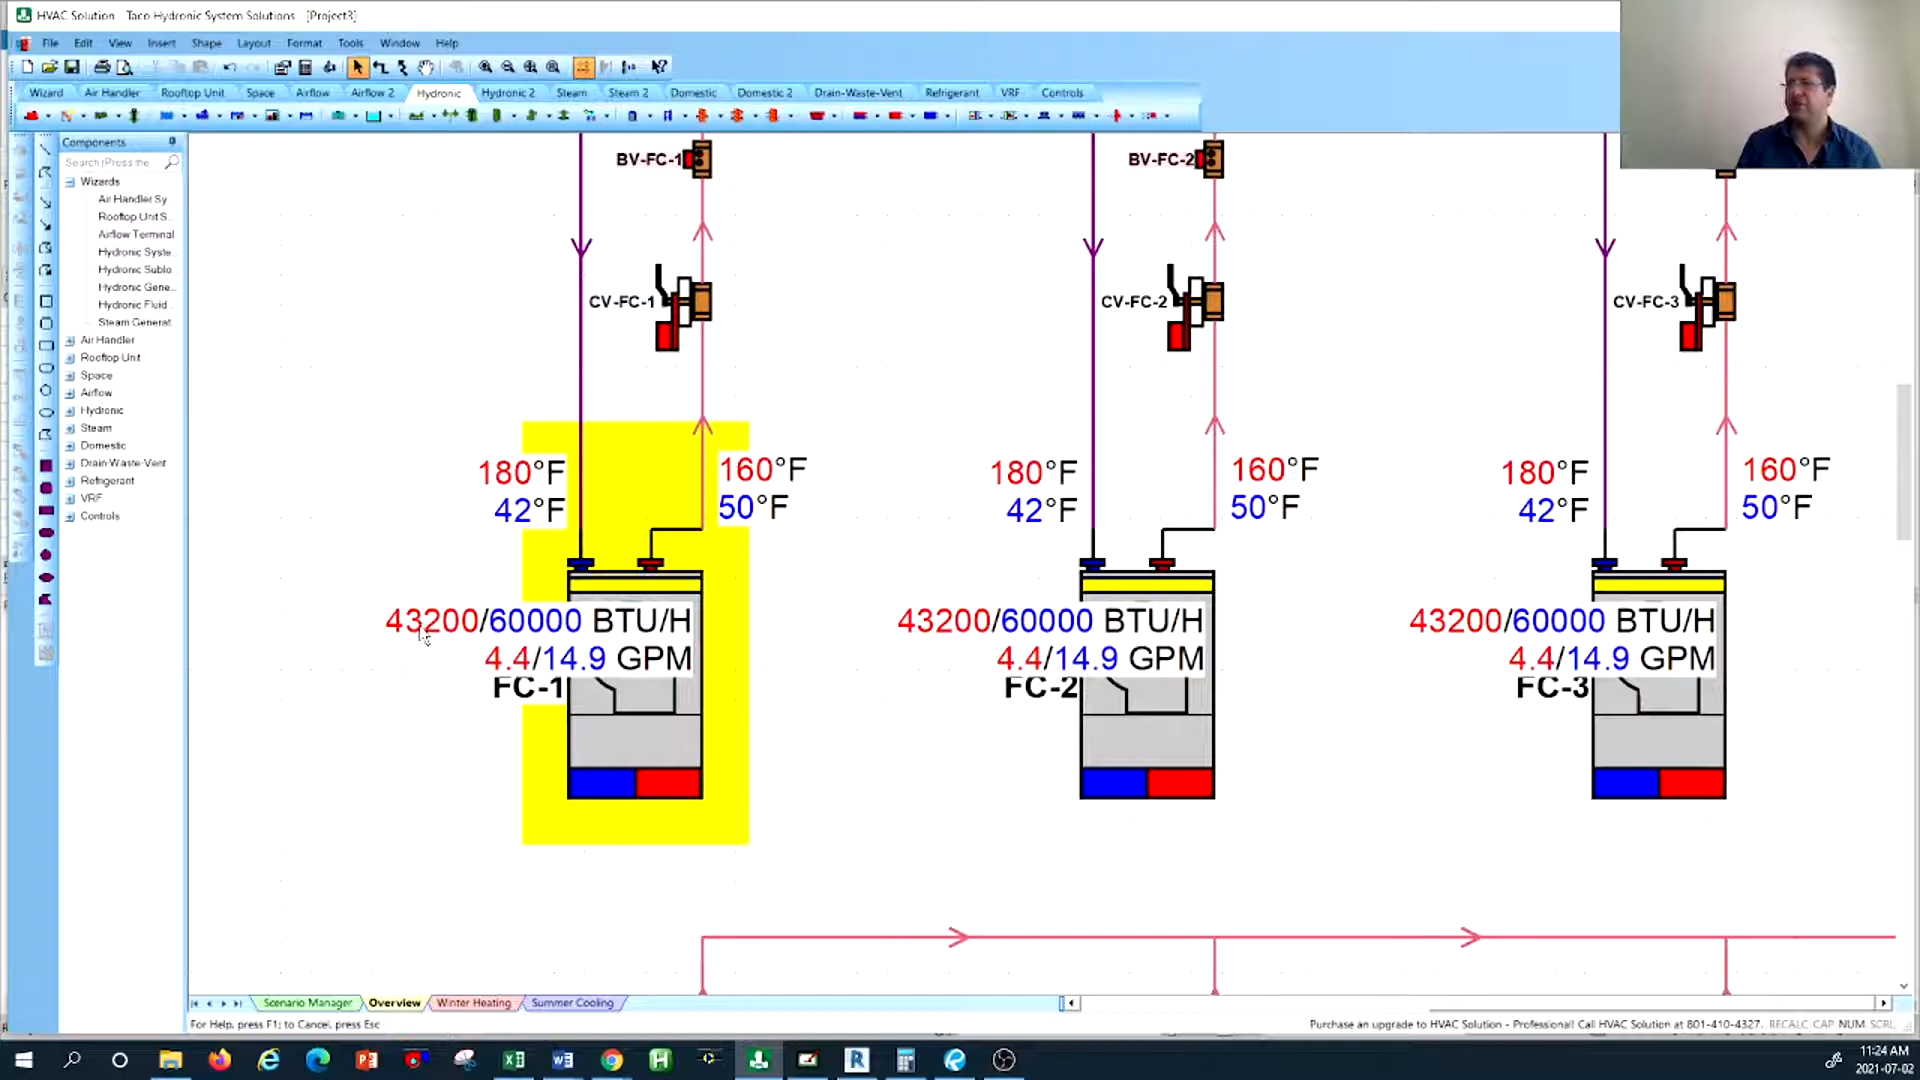 HVAC Solution - Taco Hydronic System Solutions - [Project3]
File Edit View Insert Shape Layout Format Tools Window Help
Wizard Air Handler Rooftop Unit Space Airflow Airflow 2 Hydronic Hydronic 2 Steam Steam 2 Domestic Domestic 2 Drain-Waste-Vent Refrigerant VRF Controls
Components
Search (Press the
Wizards
Air Handler Sy
Rooftop Unit S.
Airflow Terminal
Hydronic Syste..
Hydronic Sublo
Hydronic Gene...
Hydronic Fluid .
Steam Generat
Air Handler
Rooftop Unit
Space
Airflow
Hydronic
Steam
Domestic
Drain-Waste-Vent
Refrigerant
VRF
Controls
BV-FC-1 BV-FC-2
CV-FC-1 CV-FC-2 CV-FC-3
180°F 160°F 180°F 160°F 180°F 160°F
42°F 50°F 42°F 50°F 42°F 50°F
43200/60000 BTU/H 43200/60000 BTU/H 43200/60000 BTU/H
4.4/14.9 GPM 4.4/14.9 GPM 4.4/14.9 GPM
FC-1 FC-2 FC-3
Scenario Manager Overview Winter Heating Summer Cooling
For Help, press F1; to Cancel, press Esc
Purchase an upgrade to HVAC Solution - Professional! Call HVAC Solution at 801-410-4327. RECALC CAP NUM SCRL
11:24 AM
2021-07-02